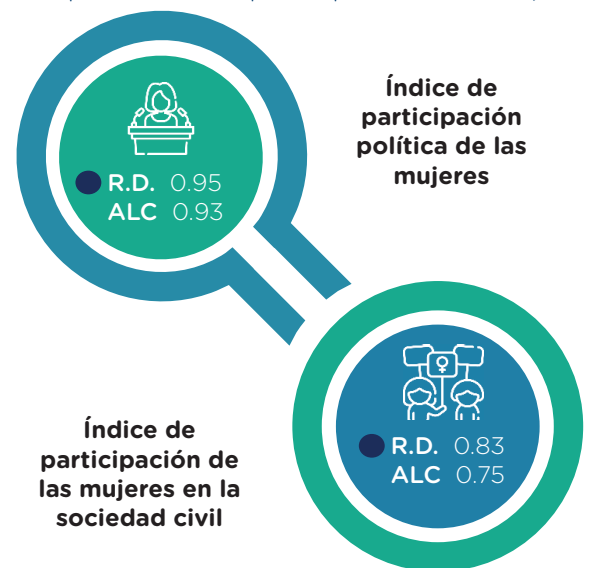 Índice de
participación
política de las
mujeres
R.D. 0.95
ALC 0.93
Índice de
participación de
las mujeres en la
sociedad civil
R.D. 0.83
ALC 0.75